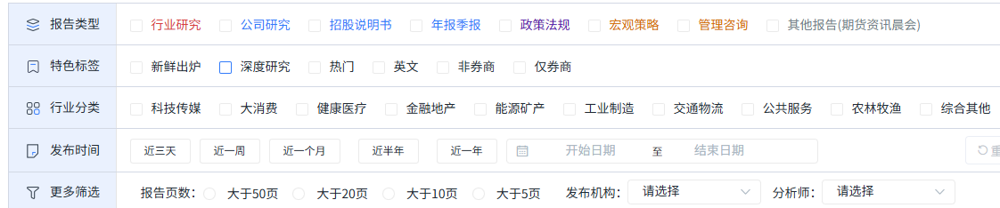 报告类型 行业研究 公司研究 招股说明书 年报季报 政策法规 宏观策略 管理咨询 其他报告(期货资讯晨会)
特色标签 新鲜出炉 深度研究 热门 英文 非券商 仅券商
行业分类 科技传媒 大消费 健康医疗 金融地产 能源矿产 工业制造 交通物流 公共服务 农林牧渔 综合其他
发布时间 近三天 近一周 近一个月 近半年 近一年 开始日期 至 结束日期 重
更多筛选 报告页数： 大于50页 大于20页 大于10页 大于5页 发布机构： 请选择 分析师： 请选择